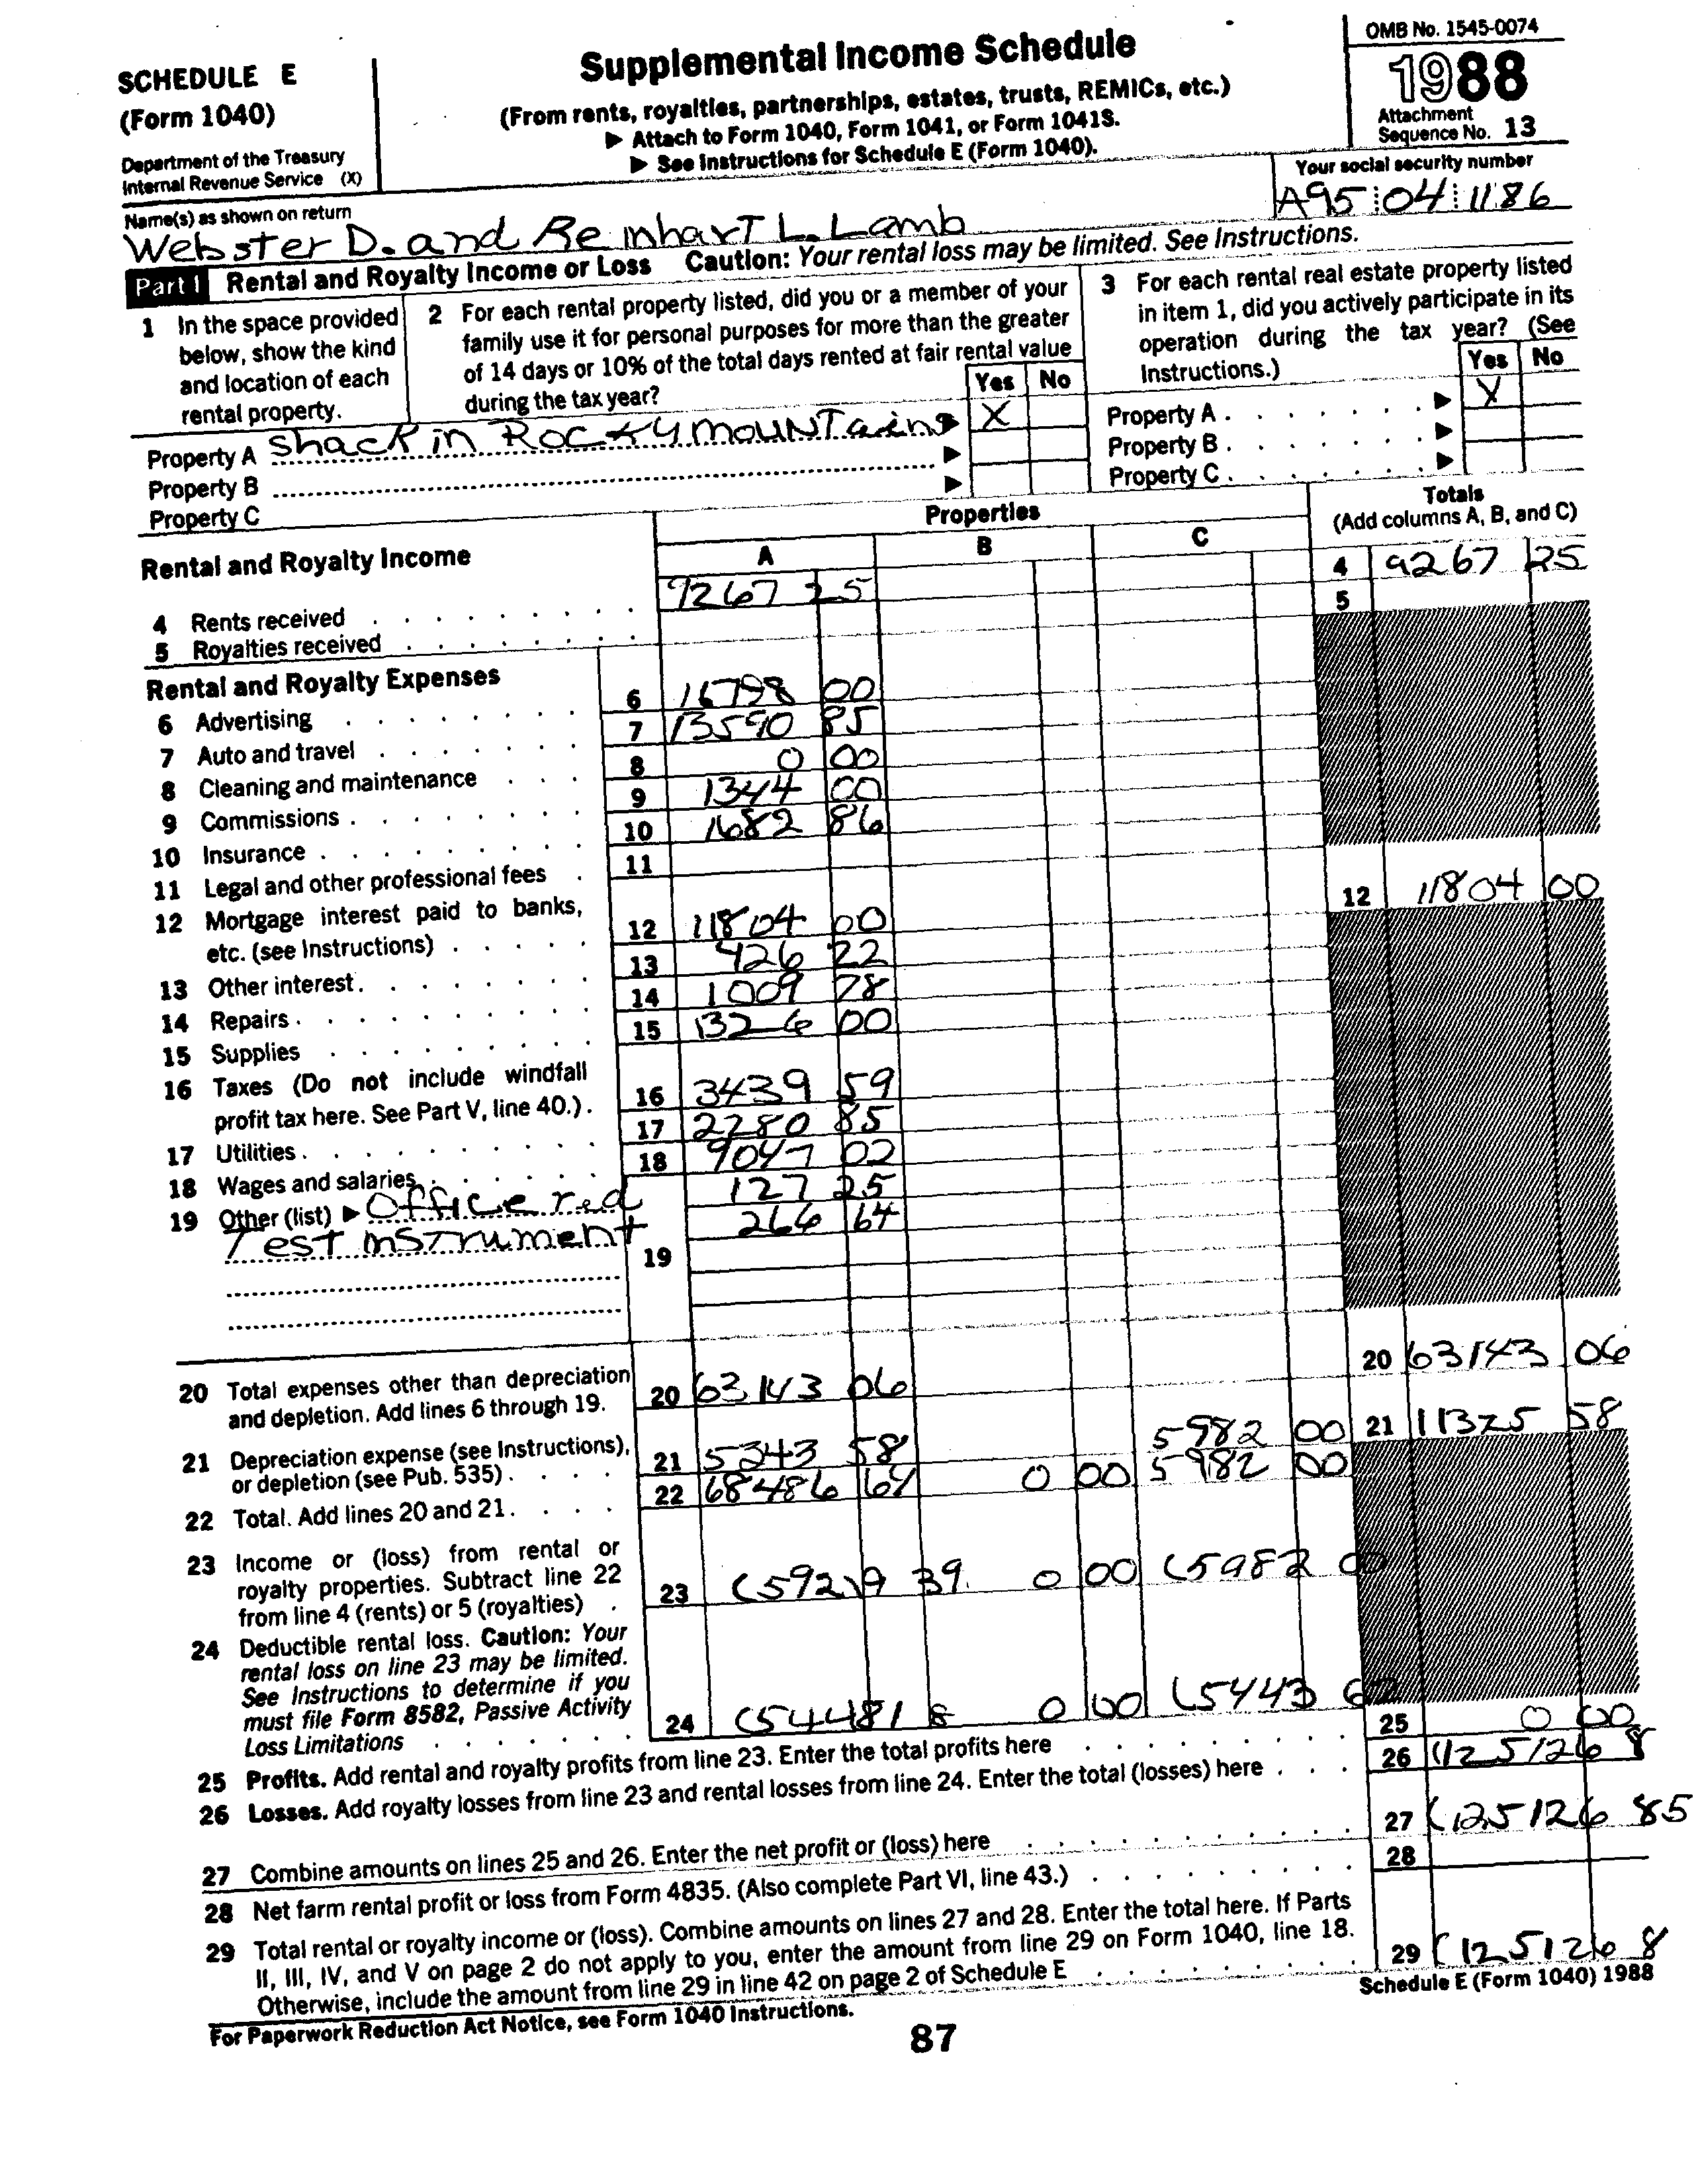 SCHEDULE E
(Form 1040)
Department of the Treasury
Internal Revenue Service (X)
Supplemental Income Schedule
(From rents, royalties, partnerships, estates, trusts, REMICs, etc.)
▶ Attach to Form 1040, Form 1041, or Form 1041S.
▶ See Instructions for Schedule E (Form 1040).
OMB No. 1545-0074
1988
Attachment
Sequence No. 13
Name(s) as shown on return
Webster D. and Reinhart L. Lamb
Your social security number
A95 04 1186
Part I Rental and Royalty Income or Loss Caution: Your rental loss may be limited. See Instructions.
1 In the space provided
below, show the kind
and location of each
rental property.
2 For each rental property listed, did you or a member of your
family use it for personal purposes for more than the greater
of 14 days or 10% of the total days rented at fair rental value
during the tax year?
Yes No
3 For each rental real estate property listed
in item 1, did you actively participate in its
operation during the tax year? (See
Instructions.)
Yes No
Property A shack in Rocky mountains ▶ X
Property B ▶
Property C ▶
Property A . ▶ X
Property B . ▶
Property C . ▶
Rental and Royalty Income
Properties
A B C
Totals
(Add columns A, B, and C)
4 Rents received 9267 25 4 9267 25
5 Royalties received 5
Rental and Royalty Expenses
6 Advertising 6 16798 00
7 Auto and travel 7 13590 85
8 Cleaning and maintenance 8 0 00
9 Commissions 9 1344 00
10 Insurance 10 1682 86
11 Legal and other professional fees 11
12 Mortgage interest paid to banks,
etc. (see Instructions) 12 11804 00 12 11804 00
13 Other interest 13 426 22
14 Repairs 14 1009 78
15 Supplies 15 1326 00
16 Taxes (Do not include windfall
profit tax here. See Part V, line 40.) 16 3439 59
17 Utilities 17 2280 85
18 Wages and salaries 18 9047 02
19 Other (list) ▶ Office red 127 25
Test instrument 266 64
19
20 Total expenses other than depreciation
and depletion. Add lines 6 through 19. 20 63143 06 20 63143 06
21 Depreciation expense (see Instructions),
or depletion (see Pub. 535) 21 5343 58 5982 00 21 11325 58
22 Total. Add lines 20 and 21 22 68486 64 0 00 5982 00
23 Income or (loss) from rental or
royalty properties. Subtract line 22
from line 4 (rents) or 5 (royalties) 23 (59219 39 0 00 (5982 00
24 Deductible rental loss. Caution: Your
rental loss on line 23 may be limited.
See Instructions to determine if you
must file Form 8582, Passive Activity
Loss Limitations 24 (54481 8 0 00 (5443
25 Profits. Add rental and royalty profits from line 23. Enter the total profits here 25 0 00
26 Losses. Add royalty losses from line 23 and rental losses from line 24. Enter the total (losses) here 26 (125126 8
27 Combine amounts on lines 25 and 26. Enter the net profit or (loss) here 27 (125126 85
28 Net farm rental profit or loss from Form 4835. (Also complete Part VI, line 43.) 28
29 Total rental or royalty income or (loss). Combine amounts on lines 27 and 28. Enter the total here. If Parts
II, III, IV, and V on page 2 do not apply to you, enter the amount from line 29 on Form 1040, line 18.
Otherwise, include the amount from line 29 in line 42 on page 2 of Schedule E 29 (125126 8
For Paperwork Reduction Act Notice, see Form 1040 Instructions.
Schedule E (Form 1040) 1988
87